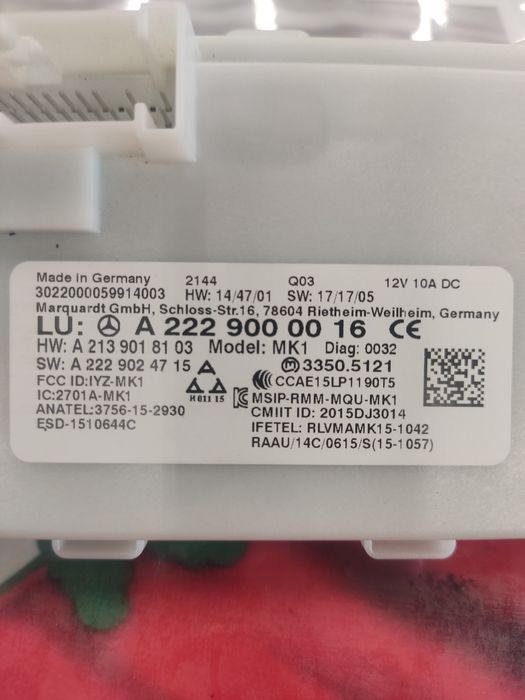 Made in Germany 2144 Q03 12V 10A DC
3022000059914003 HW: 14/47/01 SW: 17/17/05
Marquardt GmbH, Schloss-Str.16, 78604 Rietheim-Weilheim, Germany
LU: A 222 900 00 16 CE
HW: A 213 901 81 03 Model: MK1 Diag: 0032
SW: A 222 902 47 15 3350.5121
FCC ID:IYZ-MK1 CCAE15LP1190T5
IC:2701A-MK1 H 011 15 MSIP-RMM-MQU-MK1
ANATEL:3756-15-2930 CMIIT ID: 2015DJ3014
ESD-1510644C IFETEL: RLVMAMK15-1042
RAAU/14C/0615/S(15-1057)